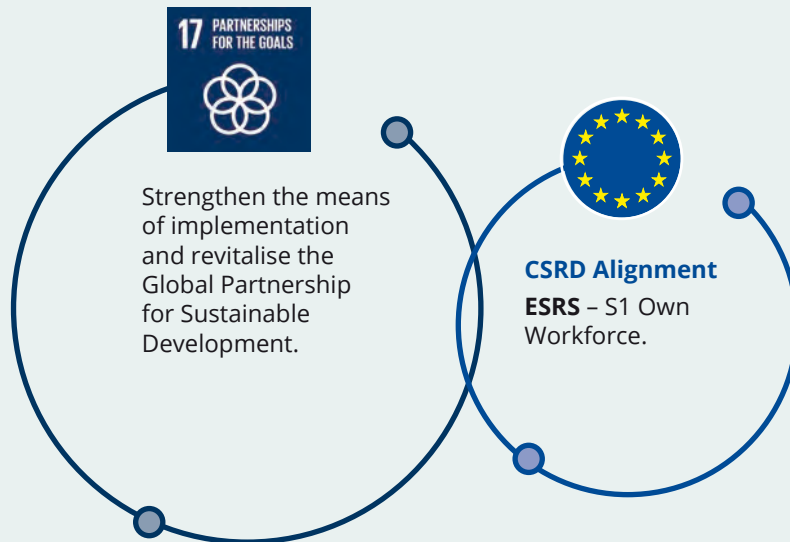 17 PARTNERSHIPS
FOR THE GOALS
Strengthen the means
of implementation
and revitalise the
Global Partnership
for Sustainable
Development.
CSRD Alignment
ESRS – S1 Own
Workforce.